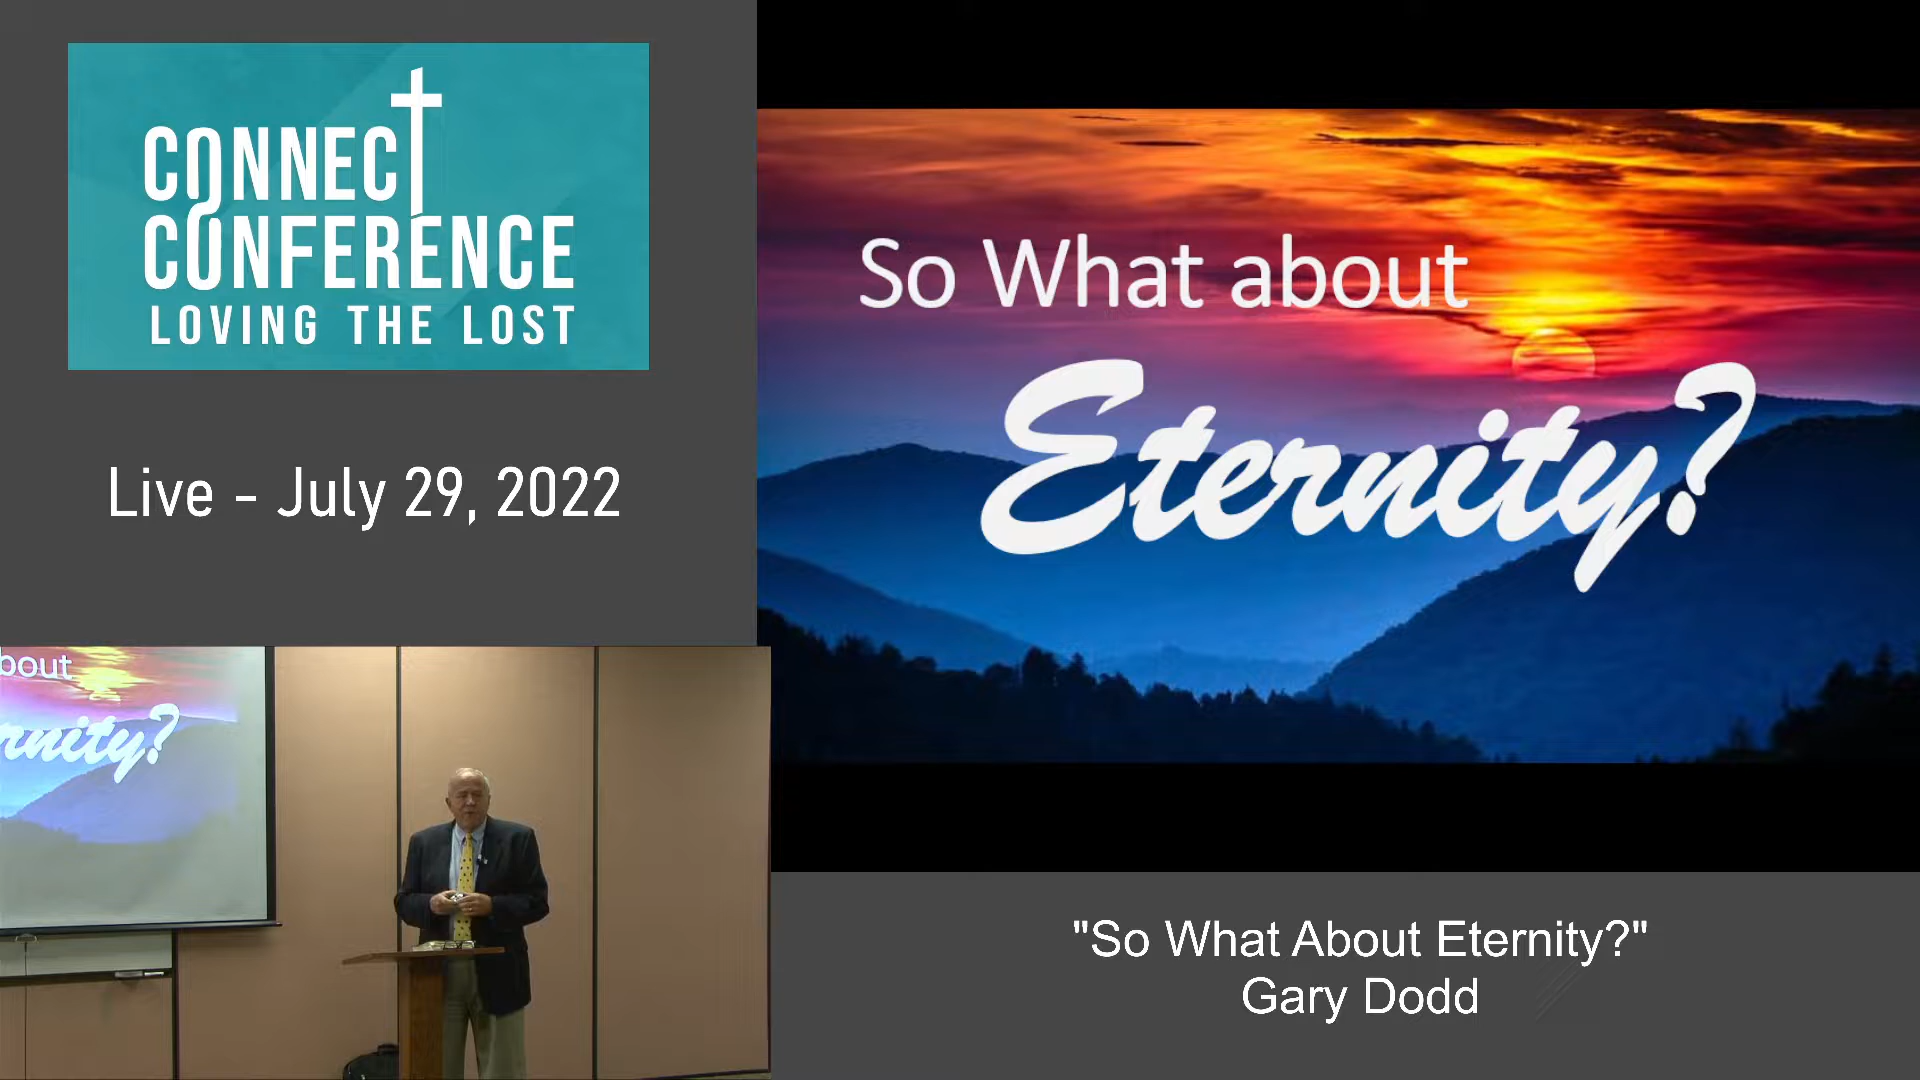 CONNECT
CONFERENCE
LOVING THE LOST
Live - July 29, 2022
So What about
Eternity?
bout
rnity?
"So What About Eternity?"
Gary Dodd